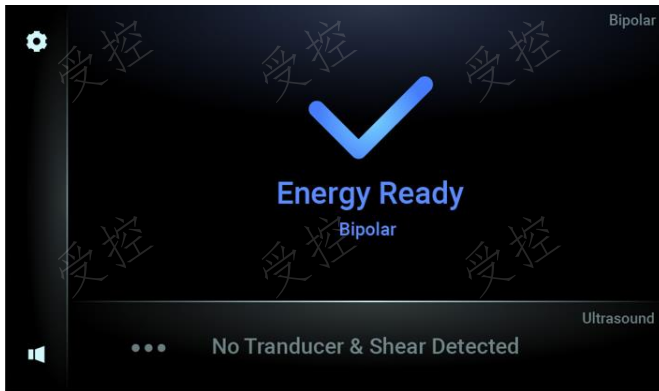 Bipolar
受控 受控 受控
Energy Ready
Bipolar
受控 受控 受控
Ultrasound
No Tranducer & Shear Detected